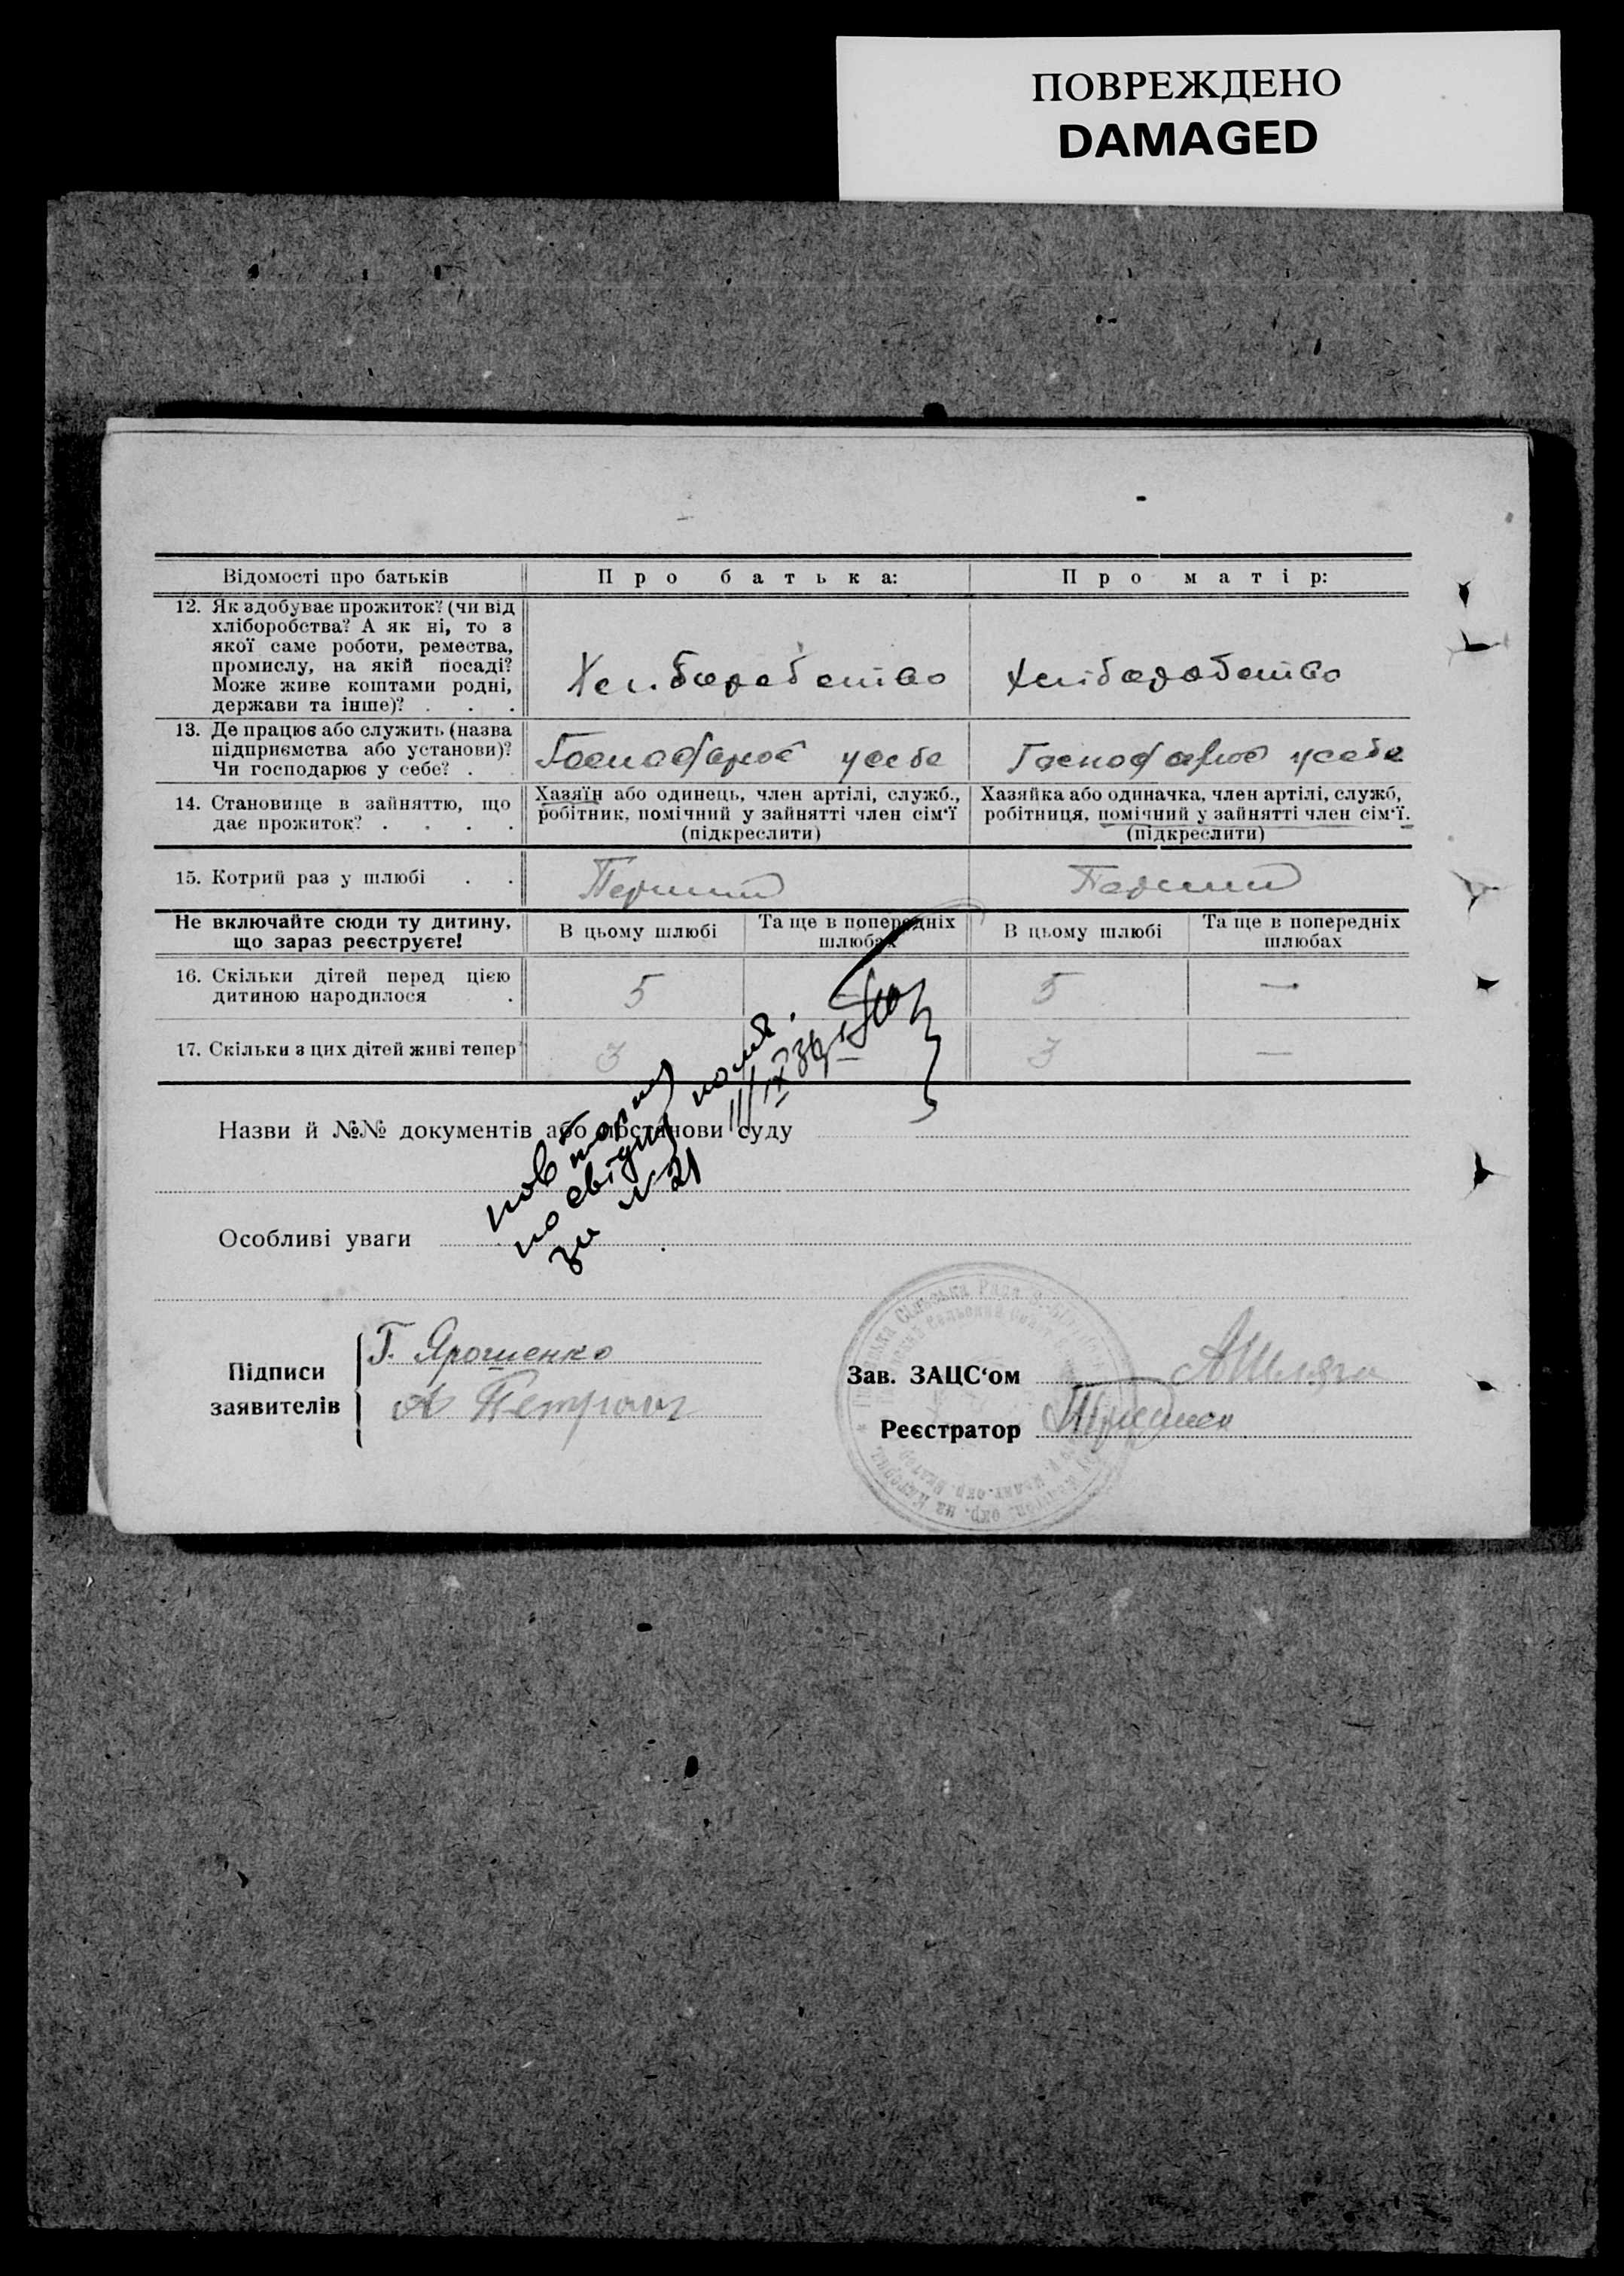 ПОВРЕЖДЕНО
DAMAGED
Відомості про батьків
Про батька:
Про матір:
12. Як здобуває прожиток? (чи від
хліборобства? А як ні, то з
якої саме роботи, ремества,
промислу, на якій посаді?
Може живе коштами родні,
держави та інше)? . . .
Хліборобство
Хліборобство
13. Де працює або служить (назва
підприємства або установи)?
Чи господарює у себе? .
Господарює у себе
Господарює у себе
14. Становище в зайняттю, що
дає прожиток? . . . .
Хазяїн або одинець, член артілі, служб.,
робітник, помічний у зайнятті член сім'ї
(підкреслити)
Хазяйка або одиначка, член артілі, служб,
робітниця, помічний у зайнятті член сім'ї.
(підкреслити)
15. Котрий раз у шлюбі . .
Перший
Перший
Не включайте сюди ту дитину,
що зараз реєструєте!
В цьому шлюбі
Та ще в попередніх
шлюбах
В цьому шлюбі
Та ще в попередніх
шлюбах
16. Скільки дітей перед цією
дитиною народилося .
5
5
—
17. Скільки з цих дітей живі тепер?
3
3
—
Назви й №№ документів або постанови суду
за №21
Особливі уваги
Підписи
заявителів
Г. Ярошенко
А Петраш
Зав. ЗАЦС'ом
Реєстратор